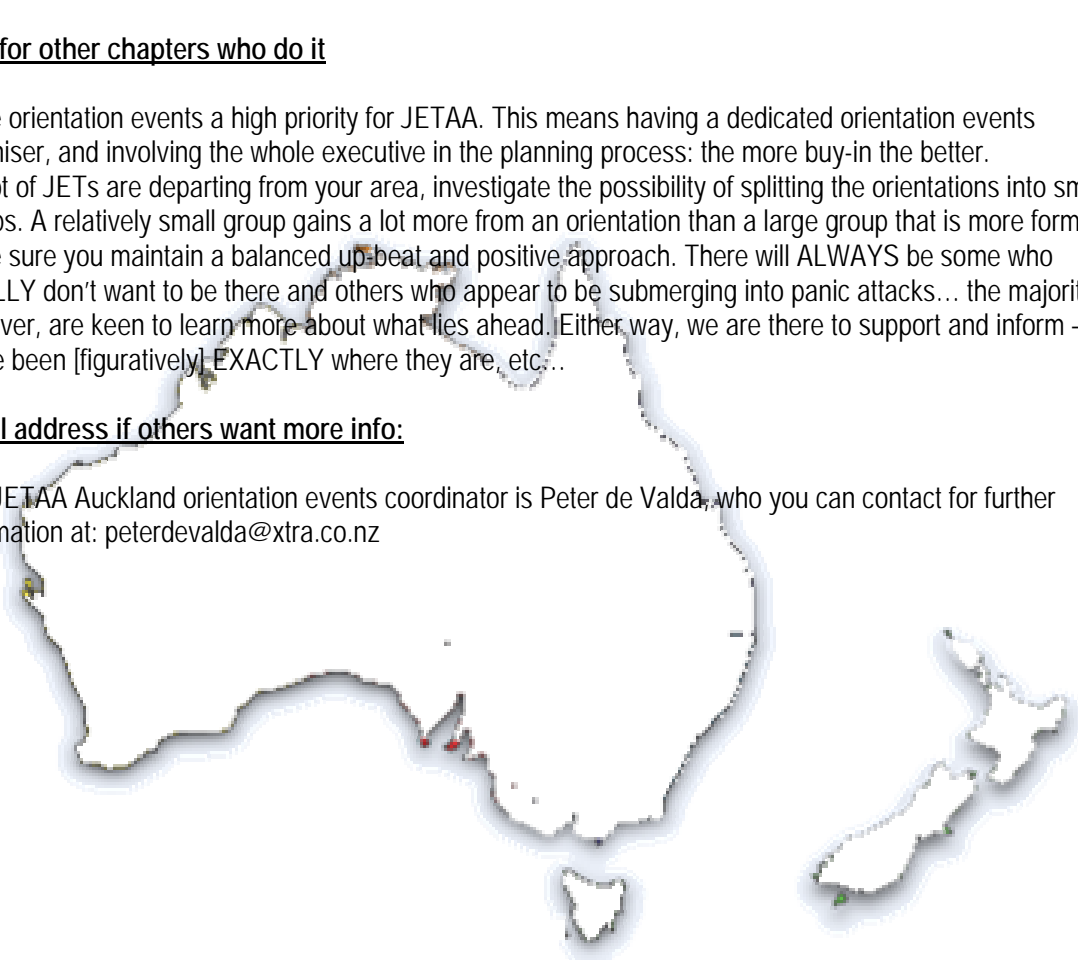 for other chapters who do it
orientation events a high priority for JETAA. This means having a dedicated orientation events
niser, and involving the whole executive in the planning process: the more buy-in the better.
ot of JETs are departing from your area, investigate the possibility of splitting the orientations into sm
ps. A relatively small group gains a lot more from an orientation than a large group that is more form
e sure you maintain a balanced up-beat and positive approach. There will ALWAYS be some who
LLY don't want to be there and others who appear to be submerging into panic attacks… the majorit
ver, are keen to learn more about what lies ahead. Either way, we are there to support and inform -
e been [figuratively] EXACTLY where they are, etc…
l address if others want more info:
JETAA Auckland orientation events coordinator is Peter de Valda, who you can contact for further
mation at: peterdevalda@xtra.co.nz